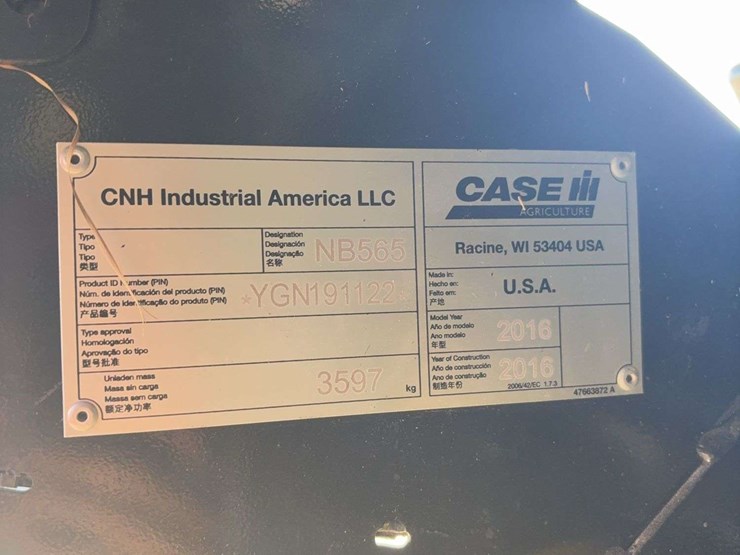 CNH Industrial America LLC
Type
Tipo
Tipo
类型
Designation
Designación
Designação
名称
NB565
Product ID Number (PIN)
Núm. de identificación del producto (PIN)
Número de identificação do produto (PIN)
产品编号
*YGN191122*
Type approval
Homologación
Aprovação do tipo
型号批准
Unladen mass
Masa sin carga
Massa sem carga
额定净功率
3597
kg
CASE III
AGRICULTURE
Racine, WI 53404 USA
Made in:
Hecho en:
Feito em:
产地
U.S.A.
Model Year
Año de modelo
Ano modelo
年型
2016
Year of Construction
Año de construcción
Ano de construção
制造年份
2016
2006/42/EC 1.7.3
47663872 A